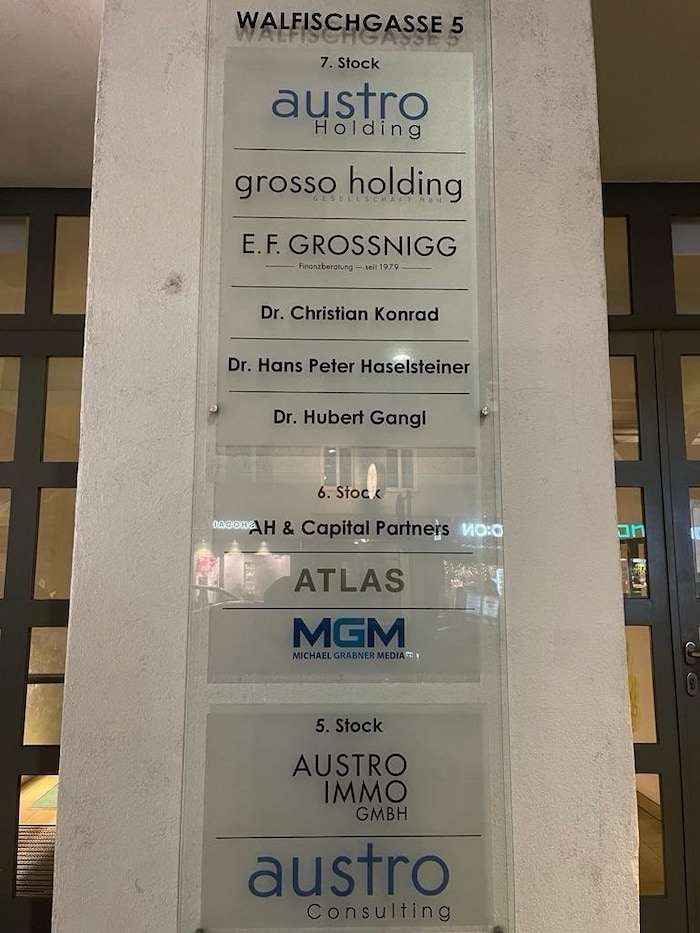 WALFISCHGASSE 5
7. Stock
austro
Holding
grosso holding
GESELLSCHAFT MBH
E.F. GROSSNIGG
Finanzberatung — seit 1979
Dr. Christian Konrad
Dr. Hans Peter Haselsteiner
Dr. Hubert Gangl
6. Stock
AH & Capital Partners
ATLAS
MGM
MICHAEL GRABNER MEDIA
5. Stock
AUSTRO
IMMO
GMBH
austro
Consulting